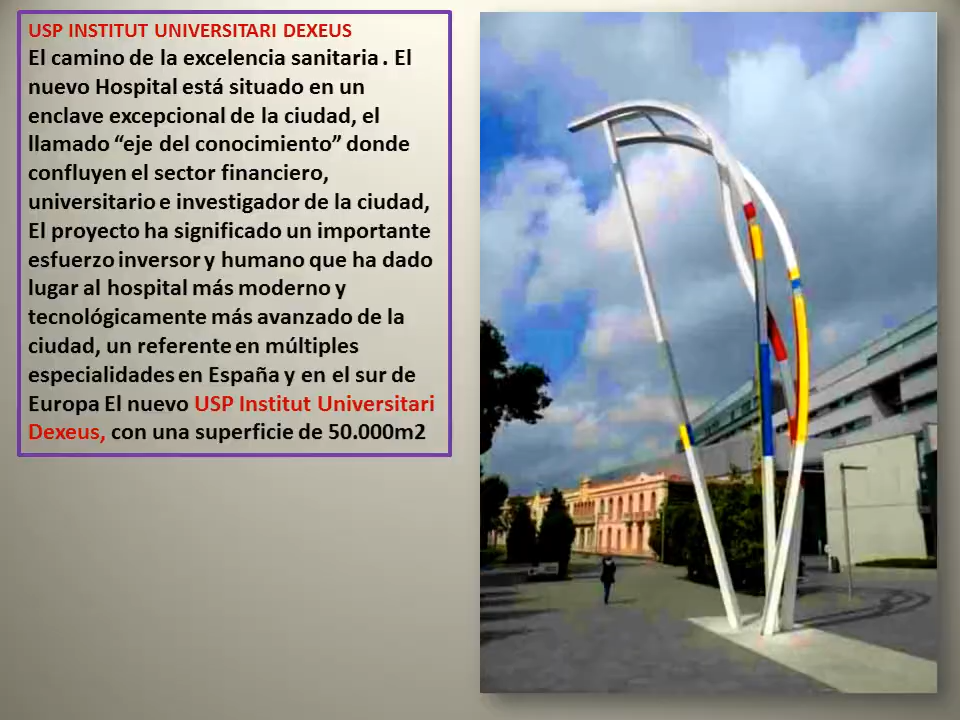 USP INSTITUT UNIVERSITARI DEXEUS
El camino de la excelencia sanitaria . El
nuevo Hospital está situado en un
enclave excepcional de la ciudad, el
llamado “eje del conocimiento” donde
confluyen el sector financiero,
universitario e investigador de la ciudad,
El proyecto ha significado un importante
esfuerzo inversor y humano que ha dado
lugar al hospital más moderno y
tecnológicamente más avanzado de la
ciudad, un referente en múltiples
especialidades en España y en el sur de
Europa El nuevo USP Institut Universitari
Dexeus, con una superficie de 50.000m2